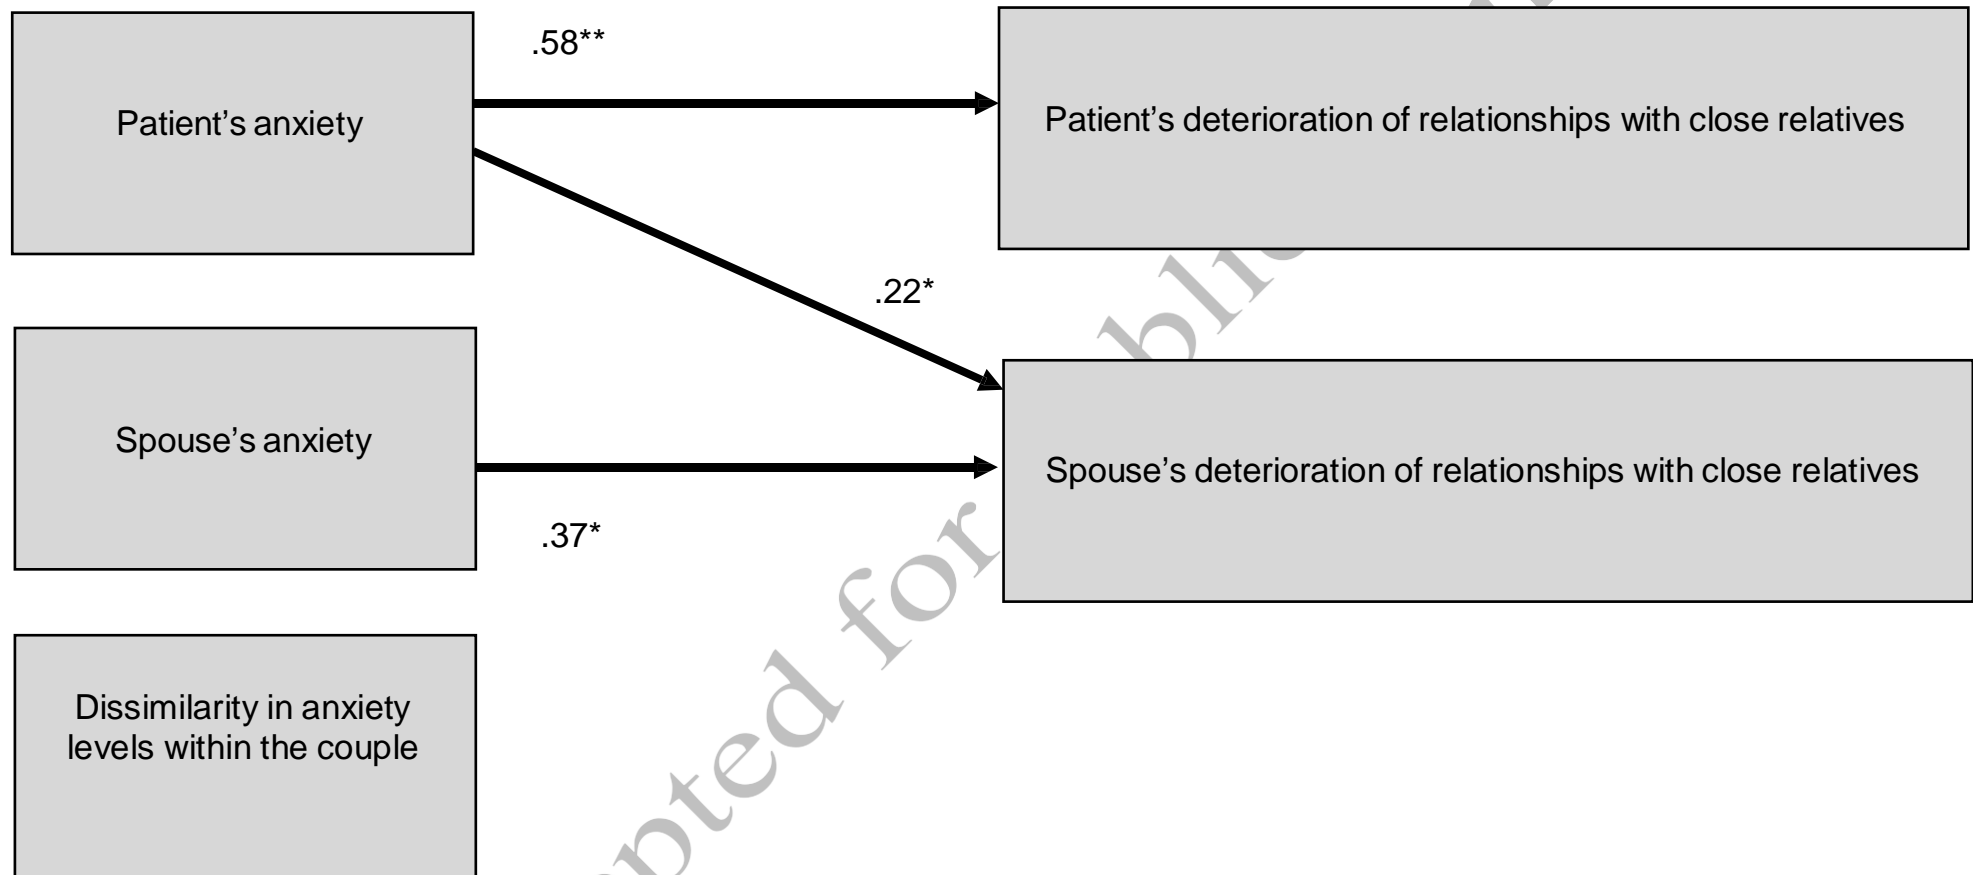 .58**
Patient's anxiety
Patient's deterioration of relationships with close relatives
.22*
Spouse's anxiety
Spouse's deterioration of relationships with close relatives
.37*
Dissimilarity in anxiety
levels within the couple
for